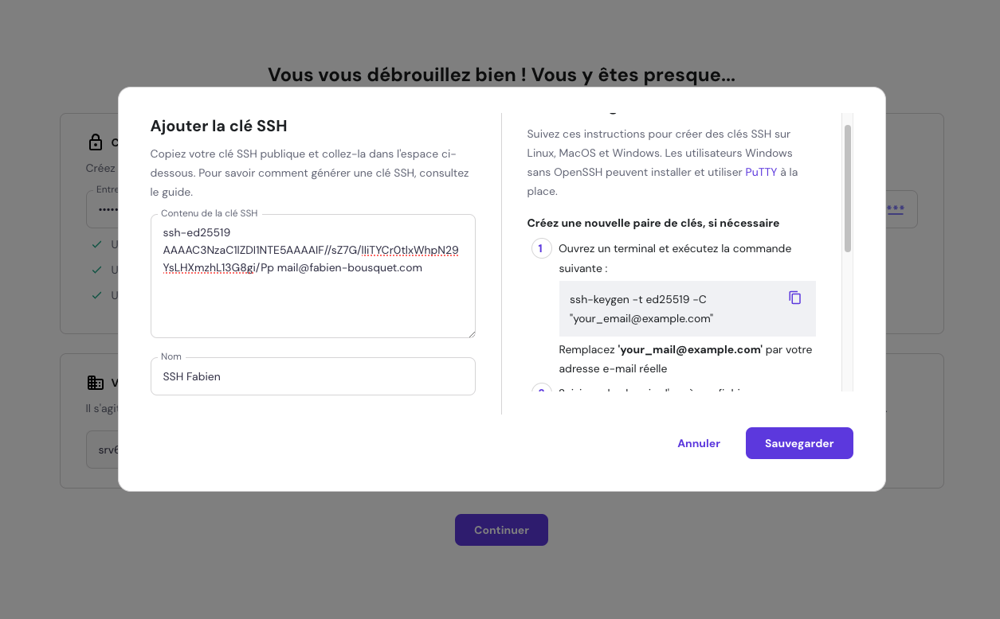 Vous vous débrouillez bien ! Vous y êtes presque...
Ajouter la clé SSH
Copiez votre clé SSH publique et collez-la dans l'espace ci-
dessous. Pour savoir comment générer une clé SSH, consultez
le guide.
Contenu de la clé SSH
ssh-ed25519
AAAAC3NzaC1lZDI1NTE5AAAAIF//sZ7G/IIiTYCr0tIxWhpN29
YsLHXmzhL13G8gi/Pp mail@fabien-bousquet.com
Nom
SSH Fabien
Suivez ces instructions pour créer des clés SSH sur
Linux, MacOS et Windows. Les utilisateurs Windows
sans OpenSSH peuvent installer et utiliser PuTTY à la
place.
Créez une nouvelle paire de clés, si nécessaire
1 Ouvrez un terminal et exécutez la commande
suivante :
ssh-keygen -t ed25519 -C
"your_email@example.com"
Remplacez 'your_mail@example.com' par votre
adresse e-mail réelle
Annuler
Sauvegarder
Créez
Entre
U
U
U
V
Il s'agit
srv6
Continuer